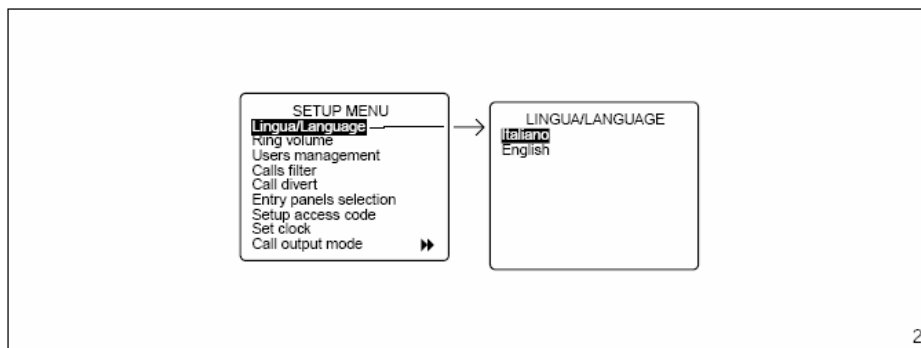 SETUP MENU
Lingua/Language
Ring volume
Users management
Calls filter
Call divert
Entry panels selection
Setup access code
Set clock
Call output mode
LINGUA/LANGUAGE
Italiano
English
2